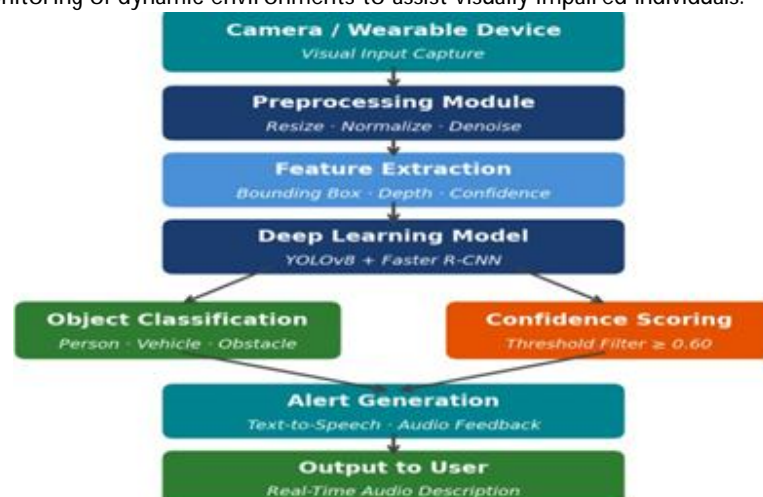 nitoring of dynamic environments to assist visually impaired individuals.
Camera / Wearable Device
Visual Input Capture
Preprocessing Module
Resize · Normalize · Denoise
Feature Extraction
Bounding Box · Depth · Confidence
Deep Learning Model
YOLOv8 + Faster R-CNN
Object Classification
Person · Vehicle · Obstacle
Confidence Scoring
Threshold Filter ≥ 0.60
Alert Generation
Text-to-Speech · Audio Feedback
Output to User
Real-Time Audio Description